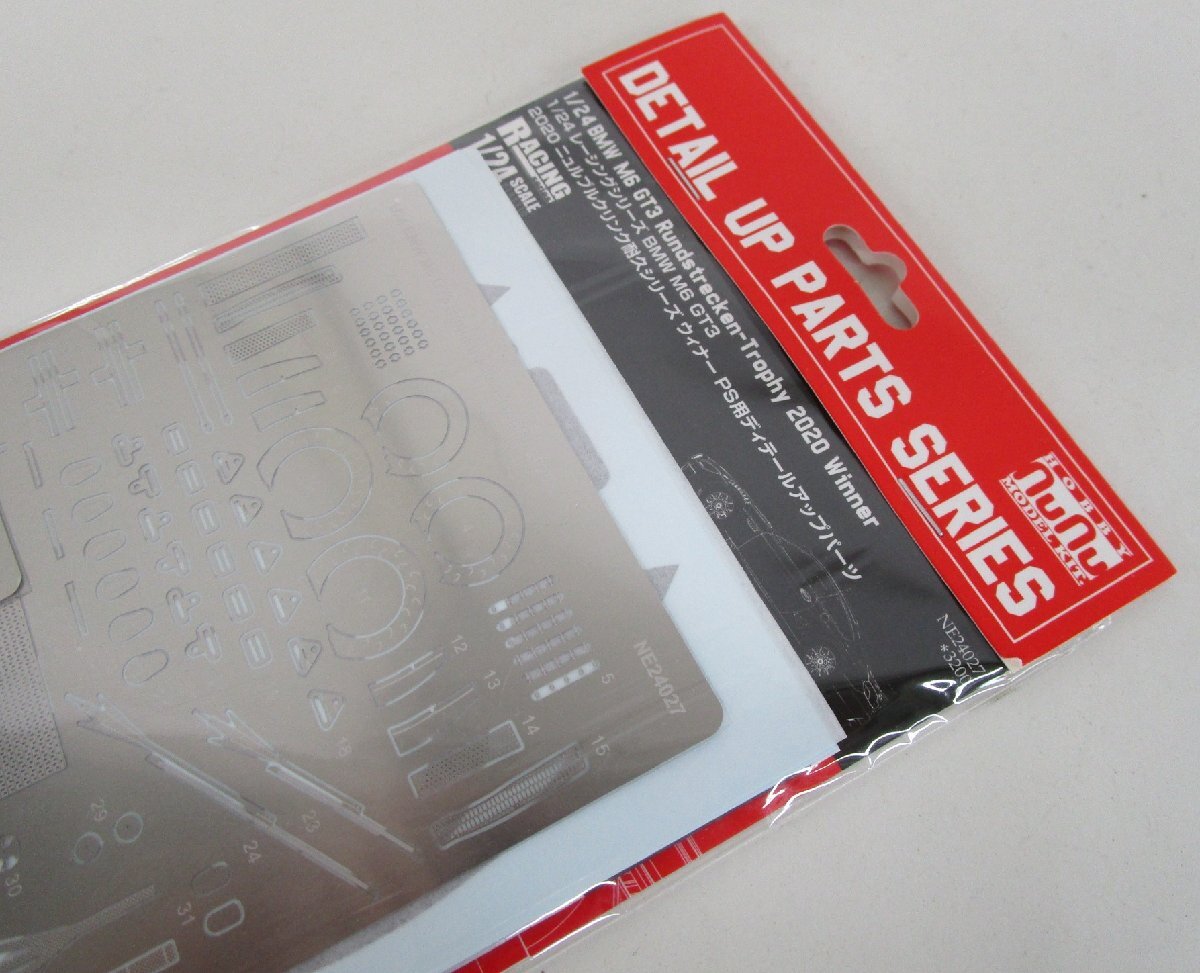 DETAIL UP PARTS SERIES
HOBBY
nunu
MODEL KIT.
1/24 BMW M6 GT3 Rundstrecken-Trophy 2020 Winner
1/24 レーシングシリーズ BMW M6 GT3
2020 ニュルブルクリンク耐久シリーズ ウィナー PS用ディテールアップパーツ
RACING
1/24 SCALE
NE24027
NE24027
5
12
13
14
15
18
23
24
29
30
31